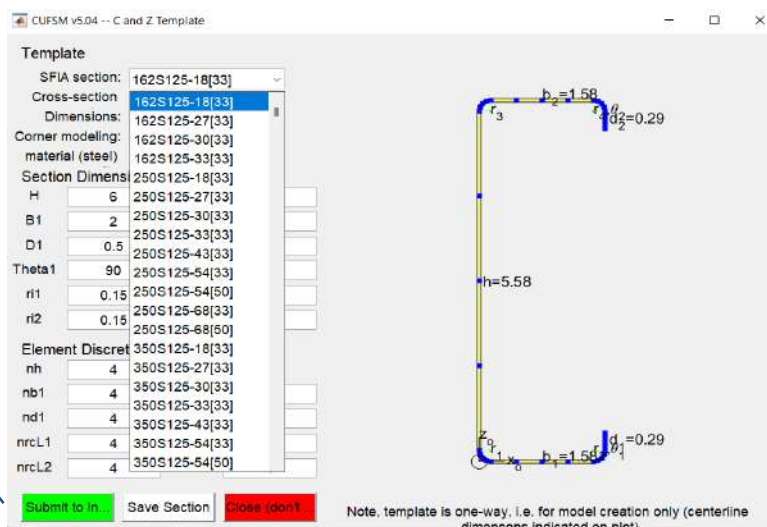 CUFSM v5.04 -- C and Z Template
Template
SFIA section: 162S125-18[33]
Cross-section
Dimensions:
Corner modeling:
material (steel)
162S125-18[33]
162S125-27[33]
162S125-30[33]
162S125-33[33]
250S125-18[33]
250S125-27[33]
250S125-30[33]
250S125-33[33]
250S125-43[33]
250S125-54[33]
250S125-54[50]
250S125-68[33]
250S125-68[50]
350S125-18[33]
350S125-27[33]
350S125-30[33]
350S125-33[33]
350S125-43[33]
350S125-54[33]
350S125-54[50]
Section Dimensi
H 6
B1 2
D1 0.5
Theta1 90
ri1 0.15
ri2 0.15
Element Discret
nh 4
nb1 4
nd1 4
nrcL1 4
nrcL2 4
Submit to In... Save Section Close (don't...
b2=1.58
r3
d2=0.29
h=5.58
z0
r1 x0 b1=1.58
d1=0.29
Note, template is one-way, i.e. for model creation only (centerline
dimensons indicated on plot)